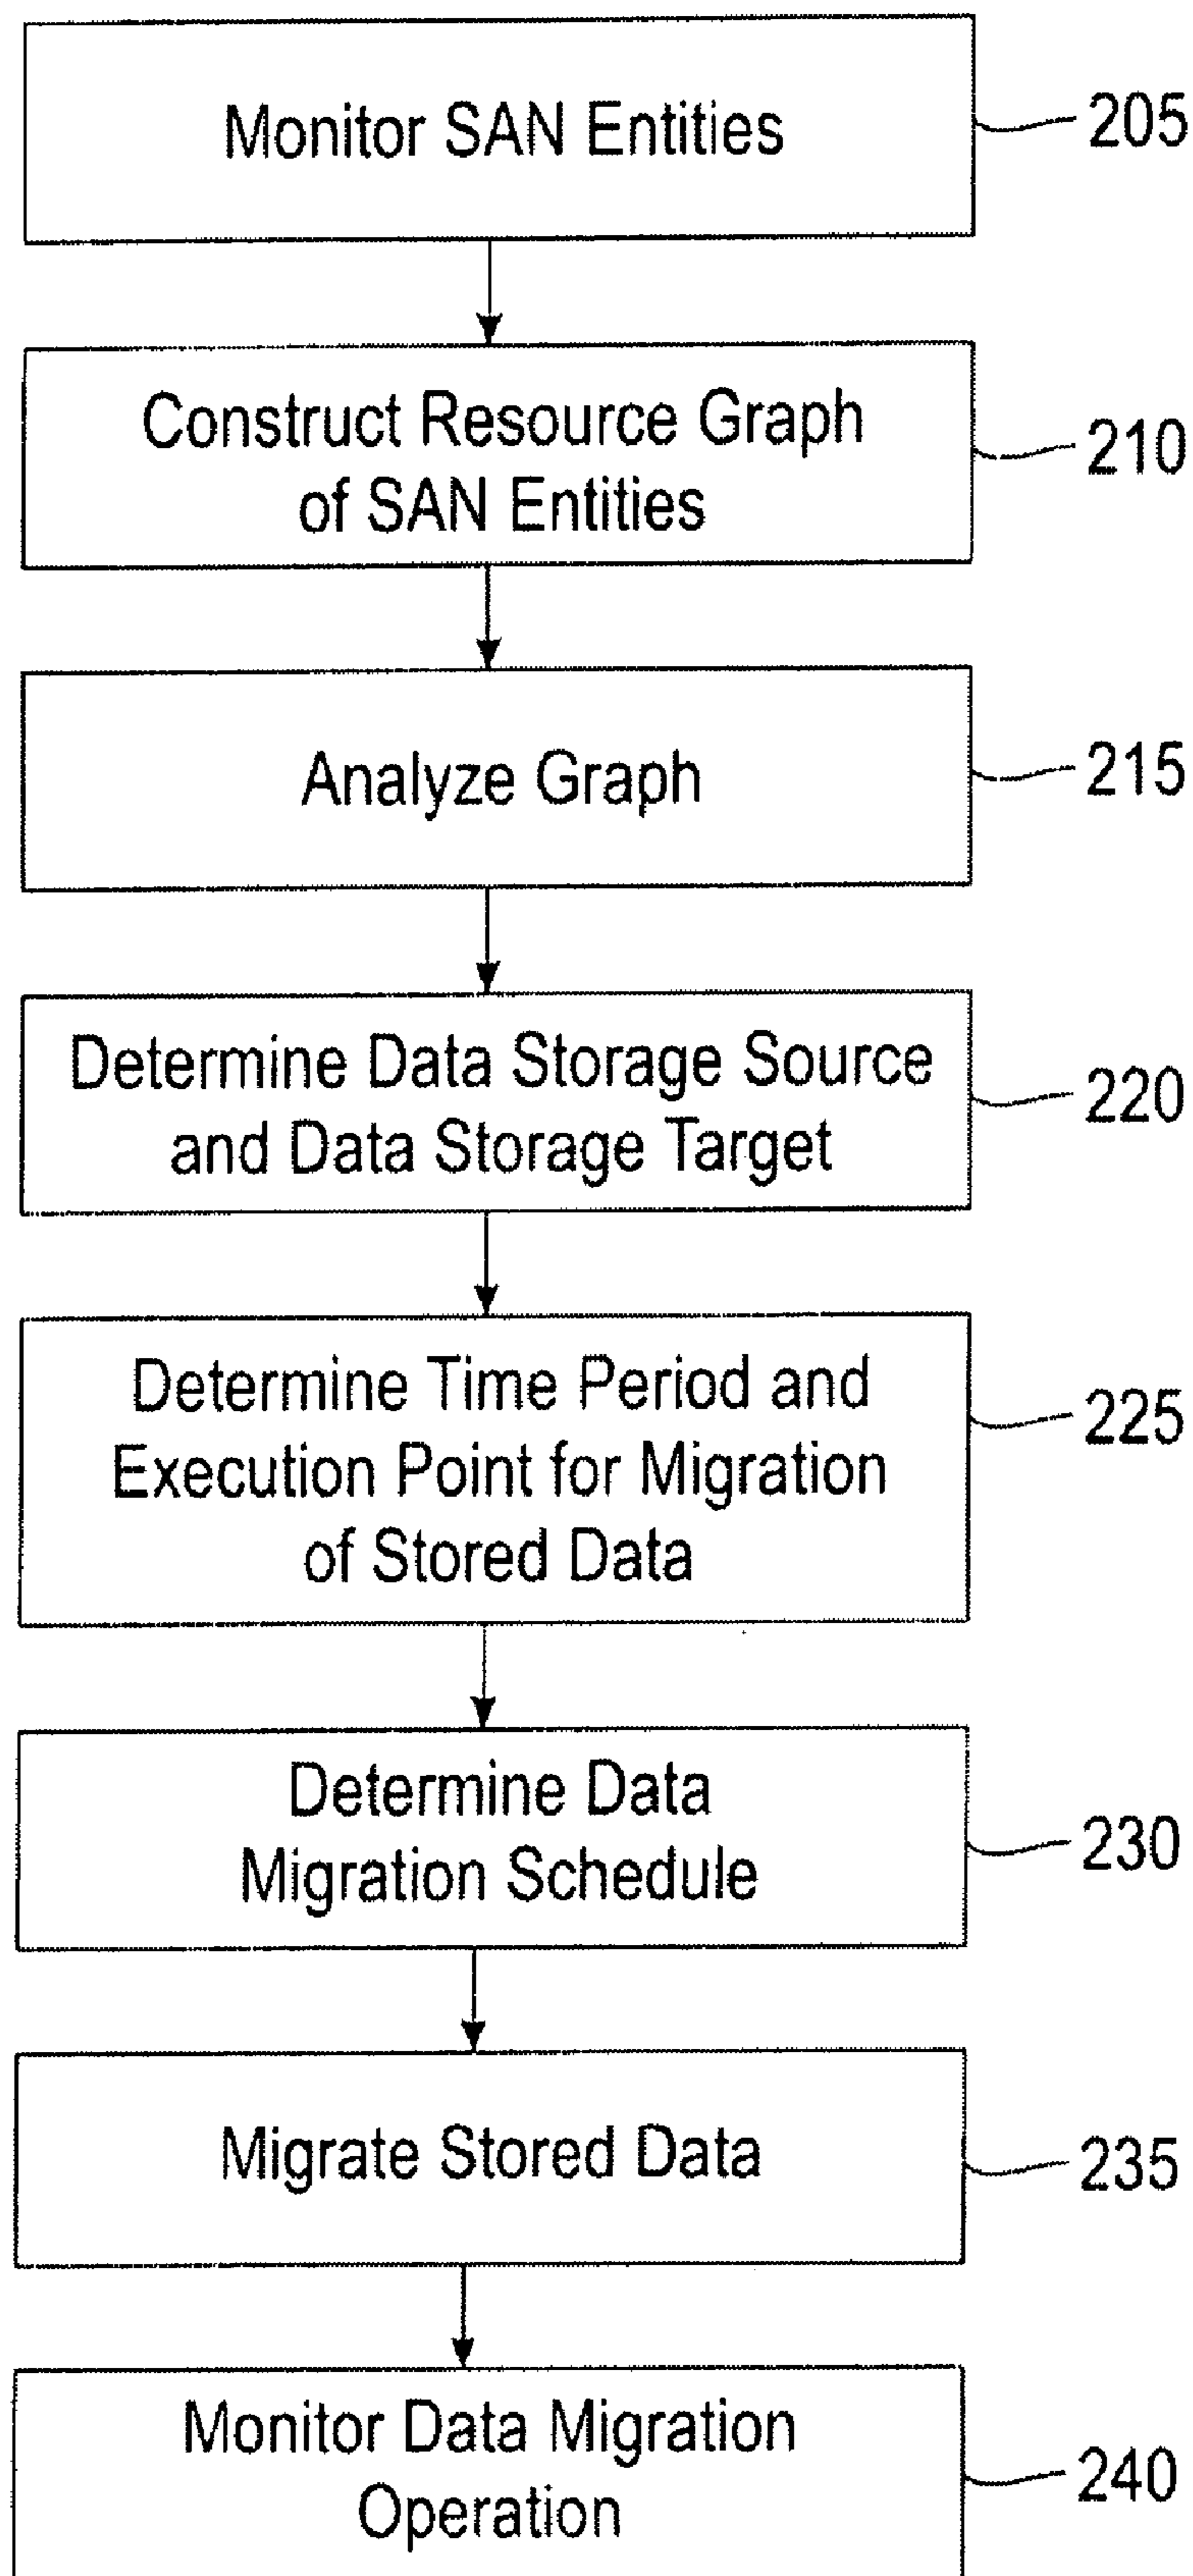 Monitor SAN Entities
205
Construct Resource Graph
of SAN Entities
210
Analyze Graph
215
Determine Data Storage Source
and Data Storage Target
220
Determine Time Period and
Execution Point for Migration
of Stored Data
225
Determine Data
Migration Schedule
230
Migrate Stored Data
235
Monitor Data Migration
Operation
240